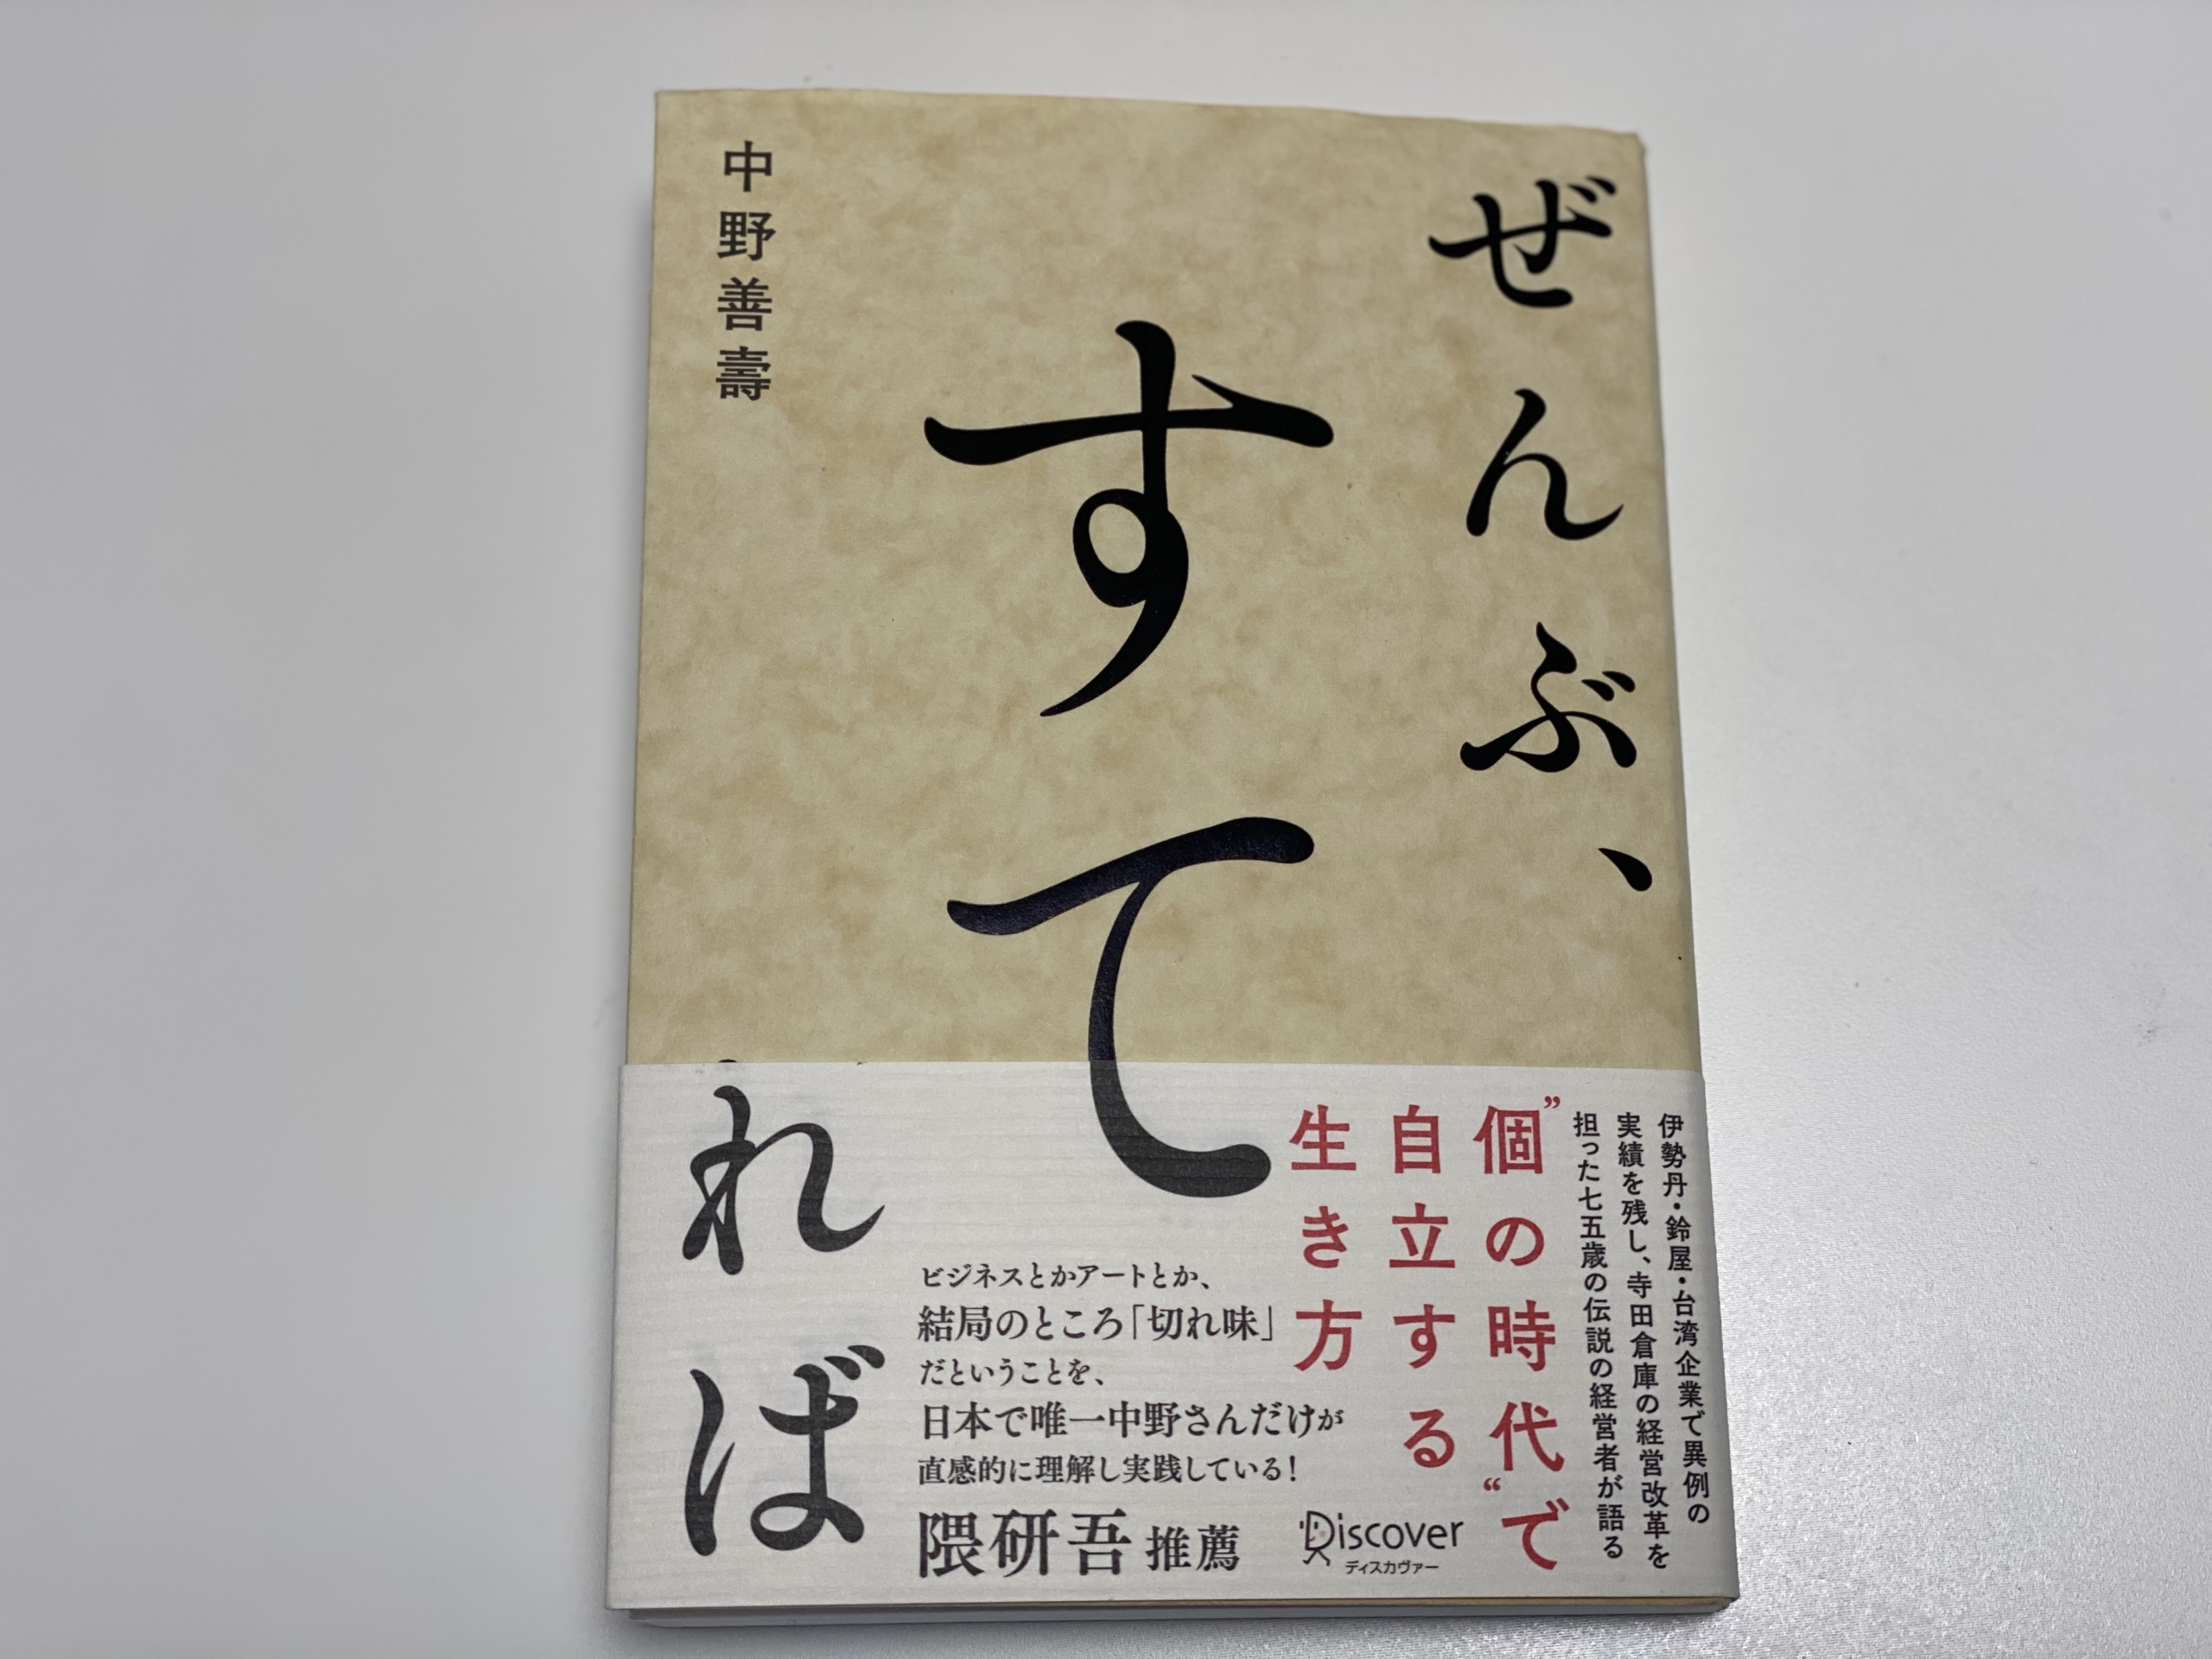 ぜんぶ、
すて
れば
中野善壽
伊勢丹・鈴屋・台湾企業で異例の
実績を残し、寺田倉庫の経営改革を
担った七五歳の伝説の経営者が語る
”個の時代“で
自立する
生き方
ビジネスとかアートとか、
結局のところ「切れ味」
だということを、
日本で唯一中野さんだけが
直感的に理解し実践している!
隈研吾 推薦
Discover
ディスカヴァー